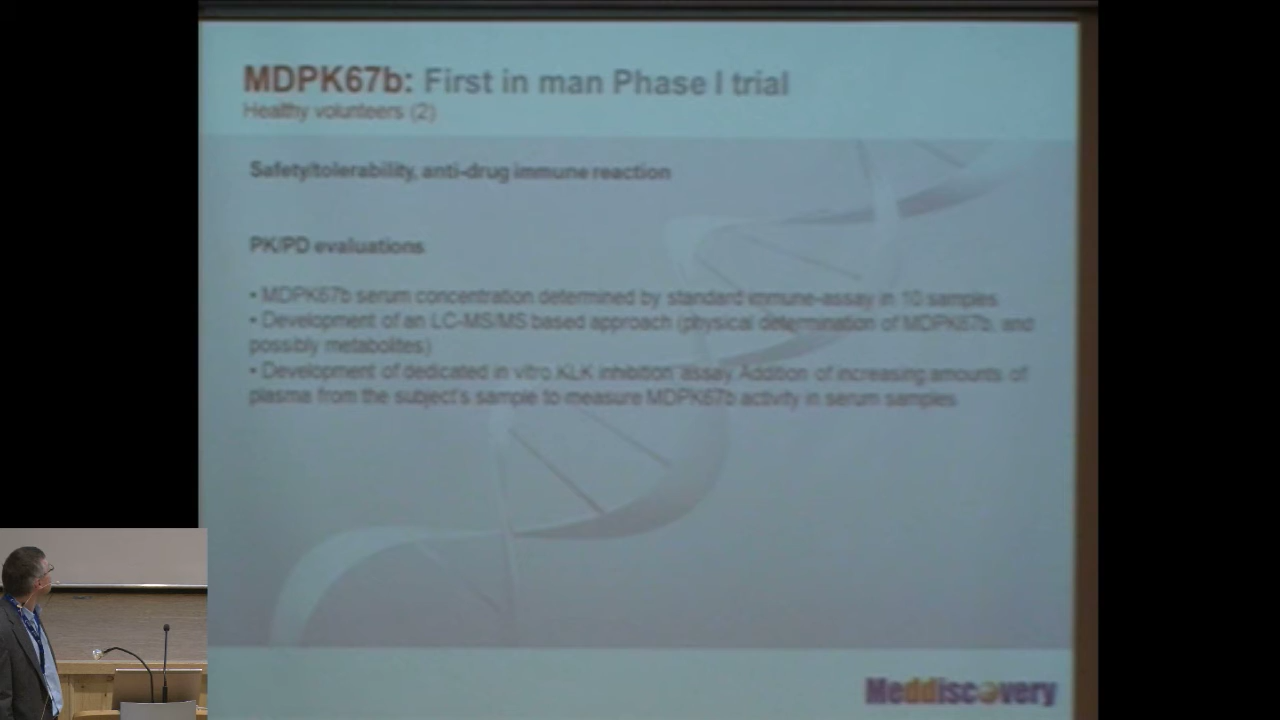 MDPK67b: First in man Phase I trial
Healthy volunteers (2)
Safety/tolerability, anti-drug immune reaction
PK/PD evaluations
• MDPK67b serum concentration determined by standard immune-assay in 10 samples.
• Development of an LC-MS/MS based approach (physical determination of MDPK67b, and
possibly metabolites)
• Development of dedicated in vitro KLK inhibition assay. Addition of increasing amounts of
plasma from the subject's sample to measure MDPK67b activity in serum samples.
Meddiscovery